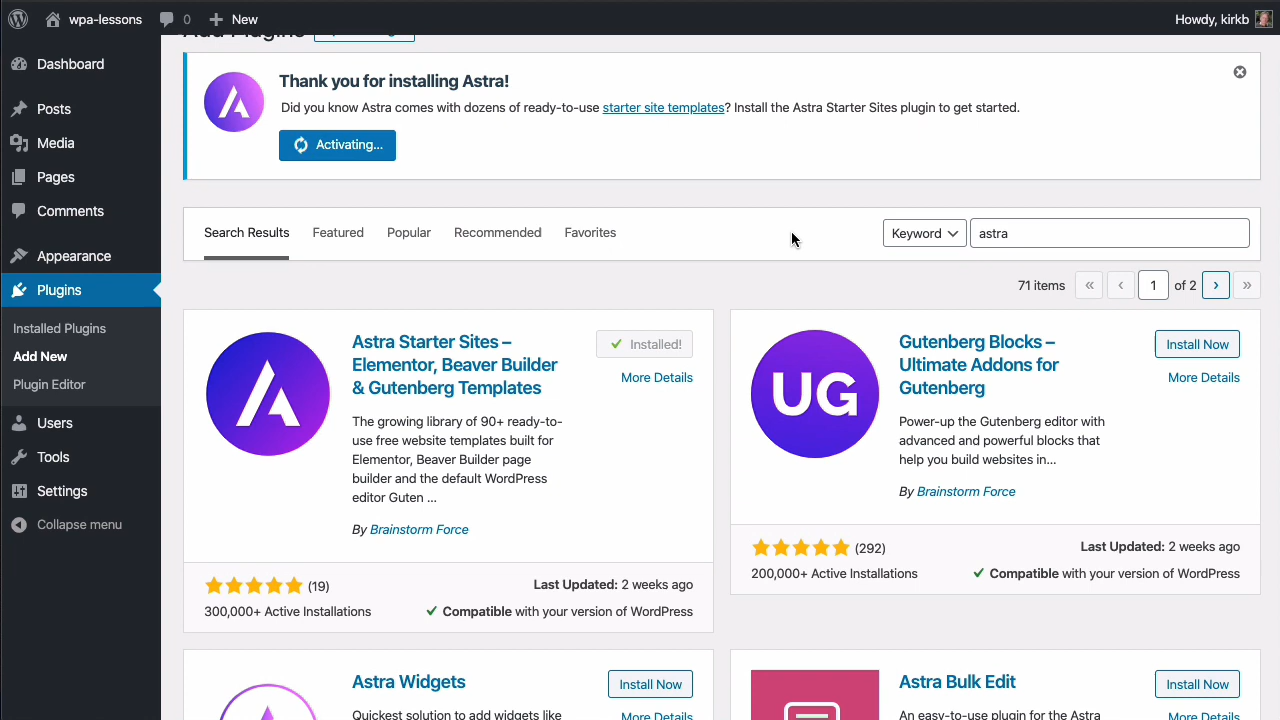 wpa-lessons 0 New Howdy, kirkb
Dashboard
Posts
Media
Pages
Comments
Appearance
Plugins
Installed Plugins
Add New
Plugin Editor
Users
Tools
Settings
Collapse menu
Add Plugins
Thank you for installing Astra!
Did you know Astra comes with dozens of ready-to-use starter site templates? Install the Astra Starter Sites plugin to get started.
Activating...
Search Results Featured Popular Recommended Favorites Keyword astra
71 items « ‹ 1 of 2 › »
Astra Starter Sites –
Elementor, Beaver Builder
& Gutenberg Templates
Installed!
More Details
The growing library of 90+ ready-to-
use free website templates built for
Elementor, Beaver Builder page
builder and the default WordPress
editor Guten ...
By Brainstorm Force
(19)
Last Updated: 2 weeks ago
300,000+ Active Installations
Compatible with your version of WordPress
UG
Gutenberg Blocks –
Ultimate Addons for
Gutenberg
Install Now
More Details
Power-up the Gutenberg editor with
advanced and powerful blocks that
help you build websites in...
By Brainstorm Force
(292)
Last Updated: 2 weeks ago
200,000+ Active Installations
Compatible with your version of WordPress
Astra Widgets
Install Now
More Details
Quickest solution to add widgets like
Astra Bulk Edit
Install Now
More Details
An easy-to-use plugin for the Astra